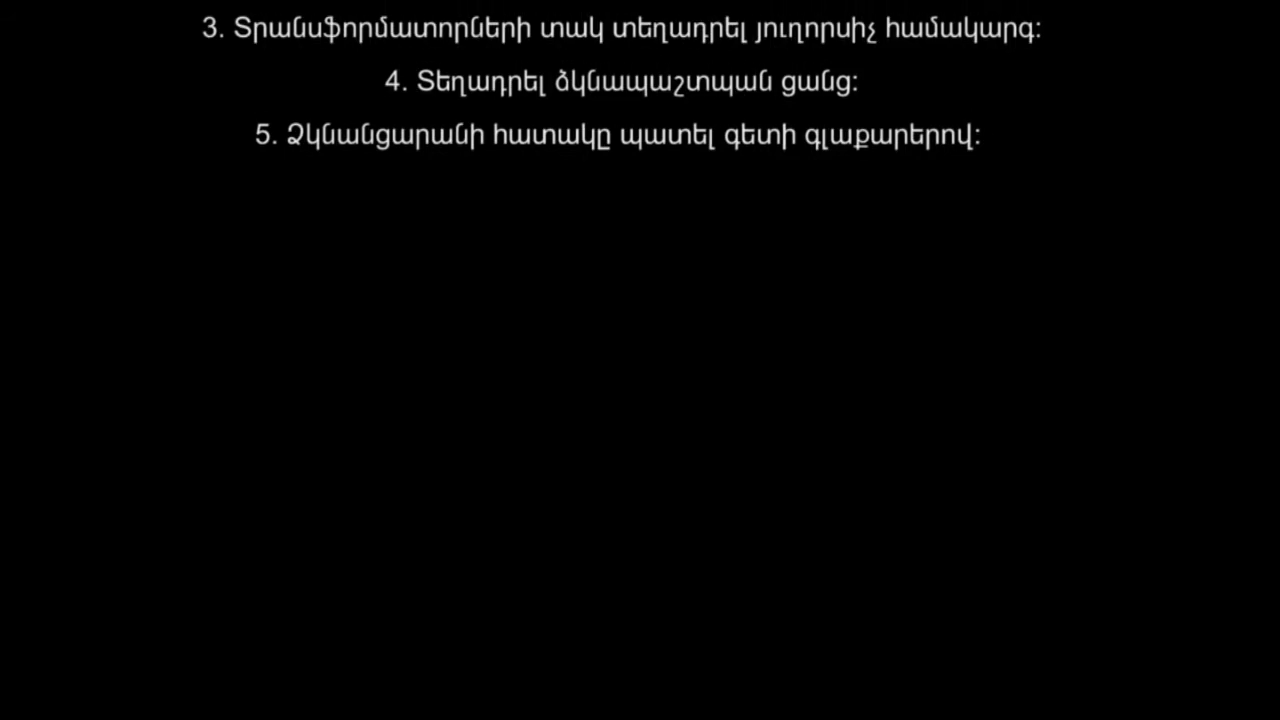 3. Տրանսֆորմատորների տակ տեղադրել յուղորսիչ համակարգ:
4. Տեղադրել ձկնապաշտպան ցանց:
5. Ձկնանցարանի հատակը պատել գետի գլաքարերով: